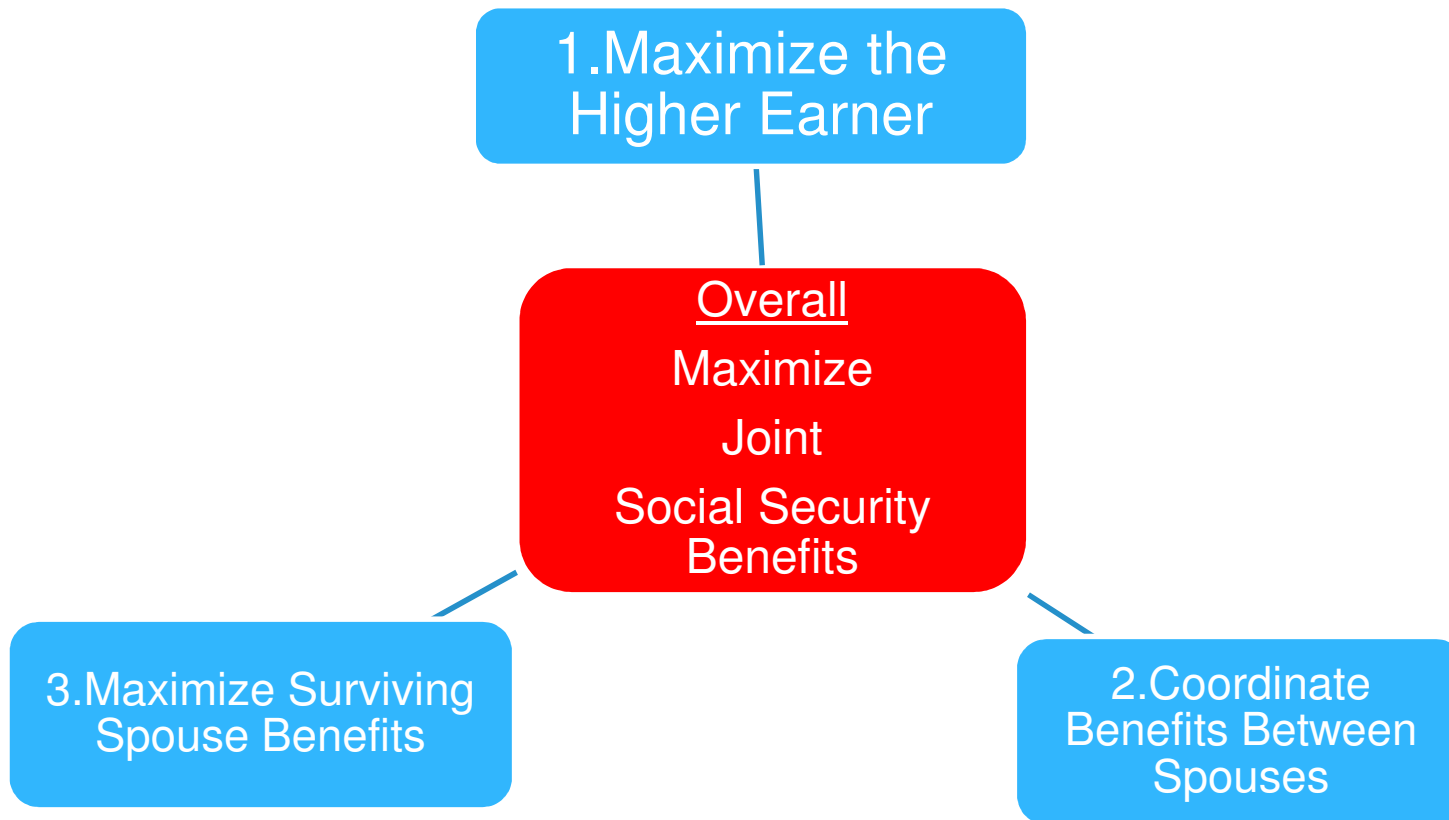 1.Maximize the
Higher Earner
Overall
Maximize
Joint
Social Security
Benefits
3.Maximize Surviving
Spouse Benefits
2.Coordinate
Benefits Between
Spouses